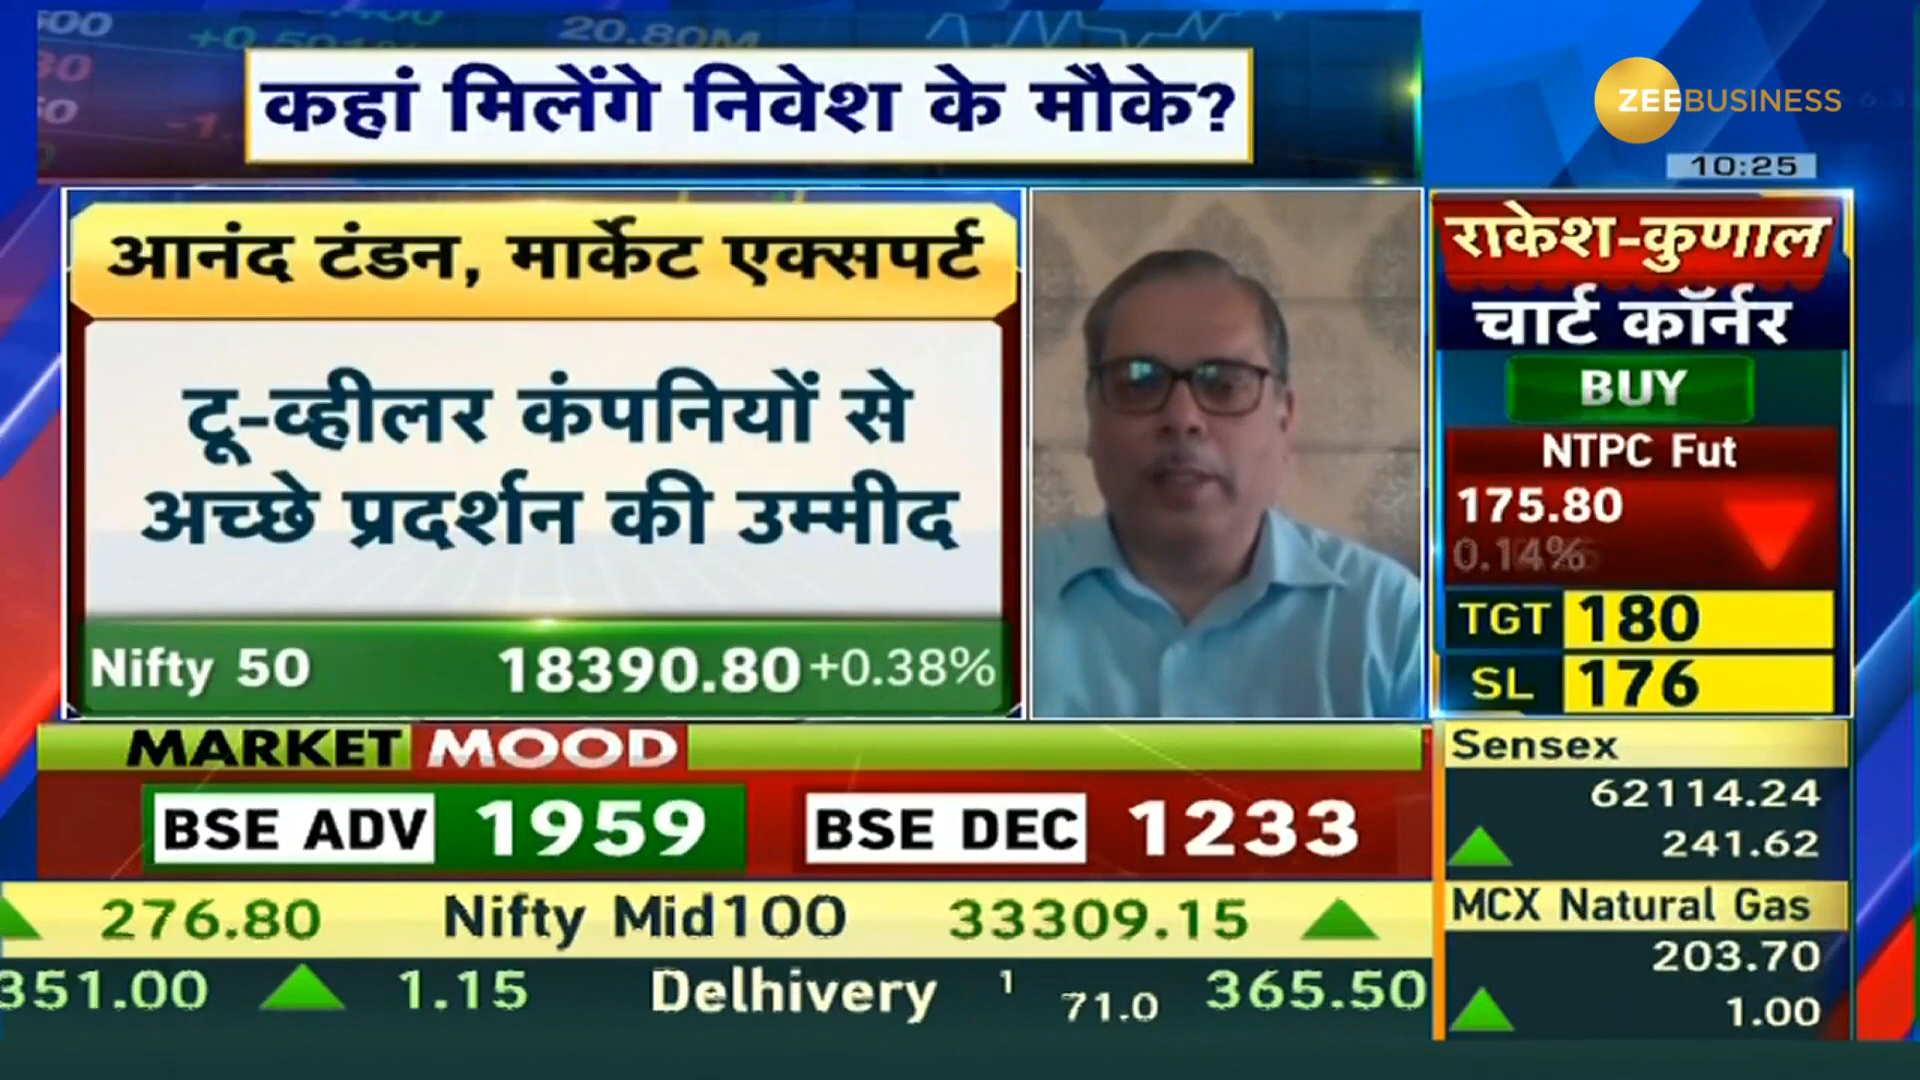 कहां मिलेंगे निवेश के मौके?
ZEEBUSINESS
10:25
आनंद टंडन, मार्केट एक्सपर्ट
टू-व्हीलर कंपनियों से
अच्छे प्रदर्शन की उम्मीद
Nifty 50 18390.80 +0.38%
राकेश-कुणाल
चार्ट कॉर्नर
BUY
NTPC Fut
175.80
0.14%
TGT 180
SL 176
MARKET MOOD
BSE ADV 1959 BSE DEC 1233
Sensex
62114.24
241.62
MCX Natural Gas
203.70
1.00
276.80 Nifty Mid100 33309.15
351.00 1.15 Delhivery 1 71.0 365.50
20.80M